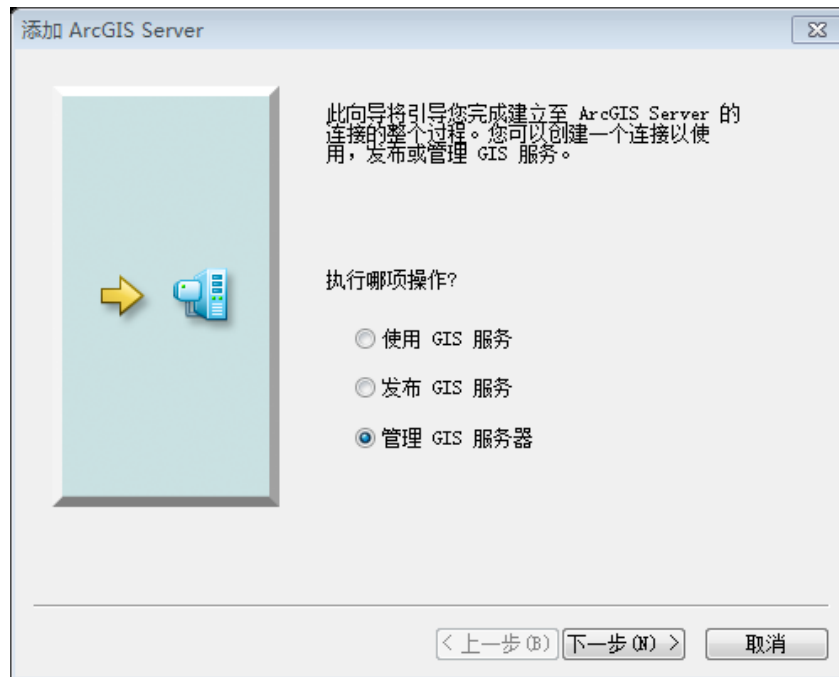 添加 ArcGIS Server
此向导将引导您完成建立至 ArcGIS Server 的
连接的整个过程。您可以创建一个连接以使
用，发布或管理 GIS 服务。
执行哪项操作?
使用 GIS 服务
发布 GIS 服务
管理 GIS 服务器
< 上一步(B) 下一步(N) > 取消